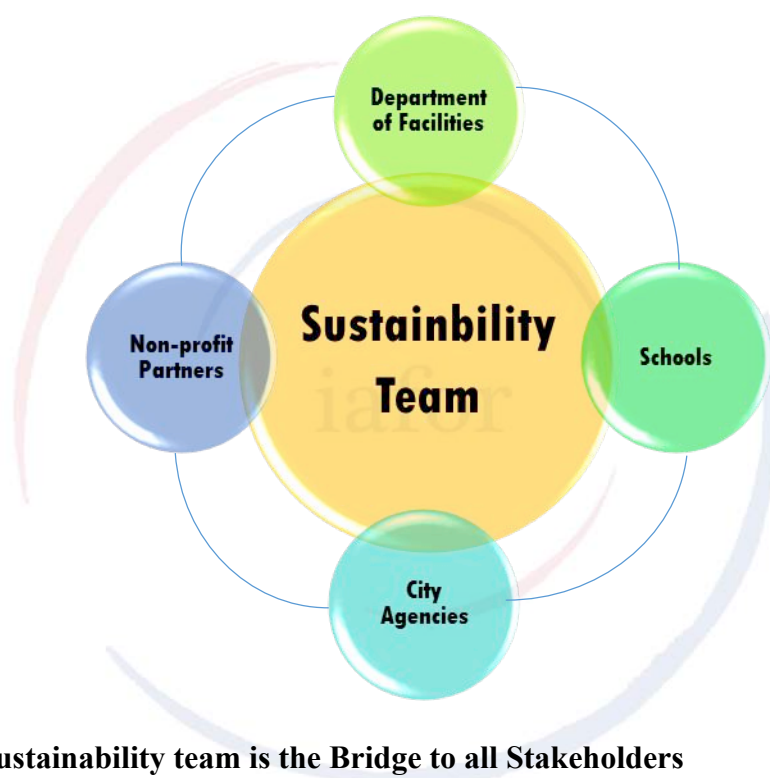 Department
of Facilities
Non-profit
Partners
Sustainbility
Team
iafor
Schools
City
Agencies
ustainability team is the Bridge to all Stakeholders